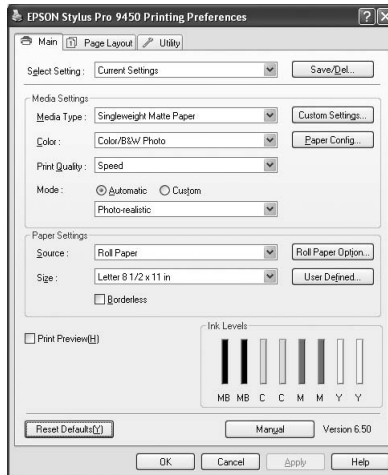 EPSON Stylus Pro 9450 Printing Preferences
Main Page Layout Utility
Select Setting : Current Settings Save/Del...
Media Settings
Media Type : Singleweight Matte Paper Custom Settings...
Color : Color/B&W Photo Paper Config...
Print Quality : Speed
Mode : Automatic Custom
Photo-realistic
Paper Settings
Source : Roll Paper Roll Paper Option...
Size : Letter 8 1/2 x 11 in User Defined...
Borderless
Print Preview(H)
Ink Levels
MB MB C C M M Y Y
Reset Defaults(Y) Manual Version 6.50
OK Cancel Apply Help